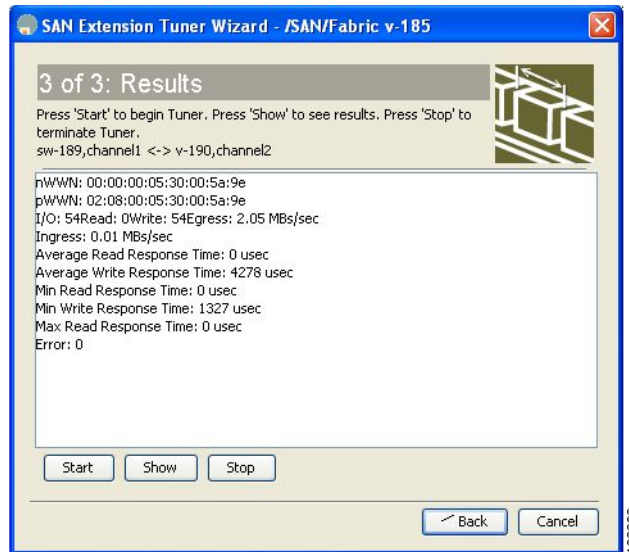 SAN Extension Tuner Wizard - /SAN/Fabric v-185
3 of 3: Results
Press 'Start' to begin Tuner. Press 'Show' to see results. Press 'Stop' to
terminate Tuner.
sw-189,channel1 <-> v-190,channel2
nWWN: 00:00:00:05:30:00:5a:9e
pWWN: 02:08:00:05:30:00:5a:9e
I/O: 54Read: 0Write: 54Egress: 2.05 MBs/sec
Ingress: 0.01 MBs/sec
Average Read Response Time: 0 usec
Average Write Response Time: 4278 usec
Min Read Response Time: 0 usec
Min Write Response Time: 1327 usec
Max Read Response Time: 0 usec
Error: 0
Start Show Stop
Back Cancel